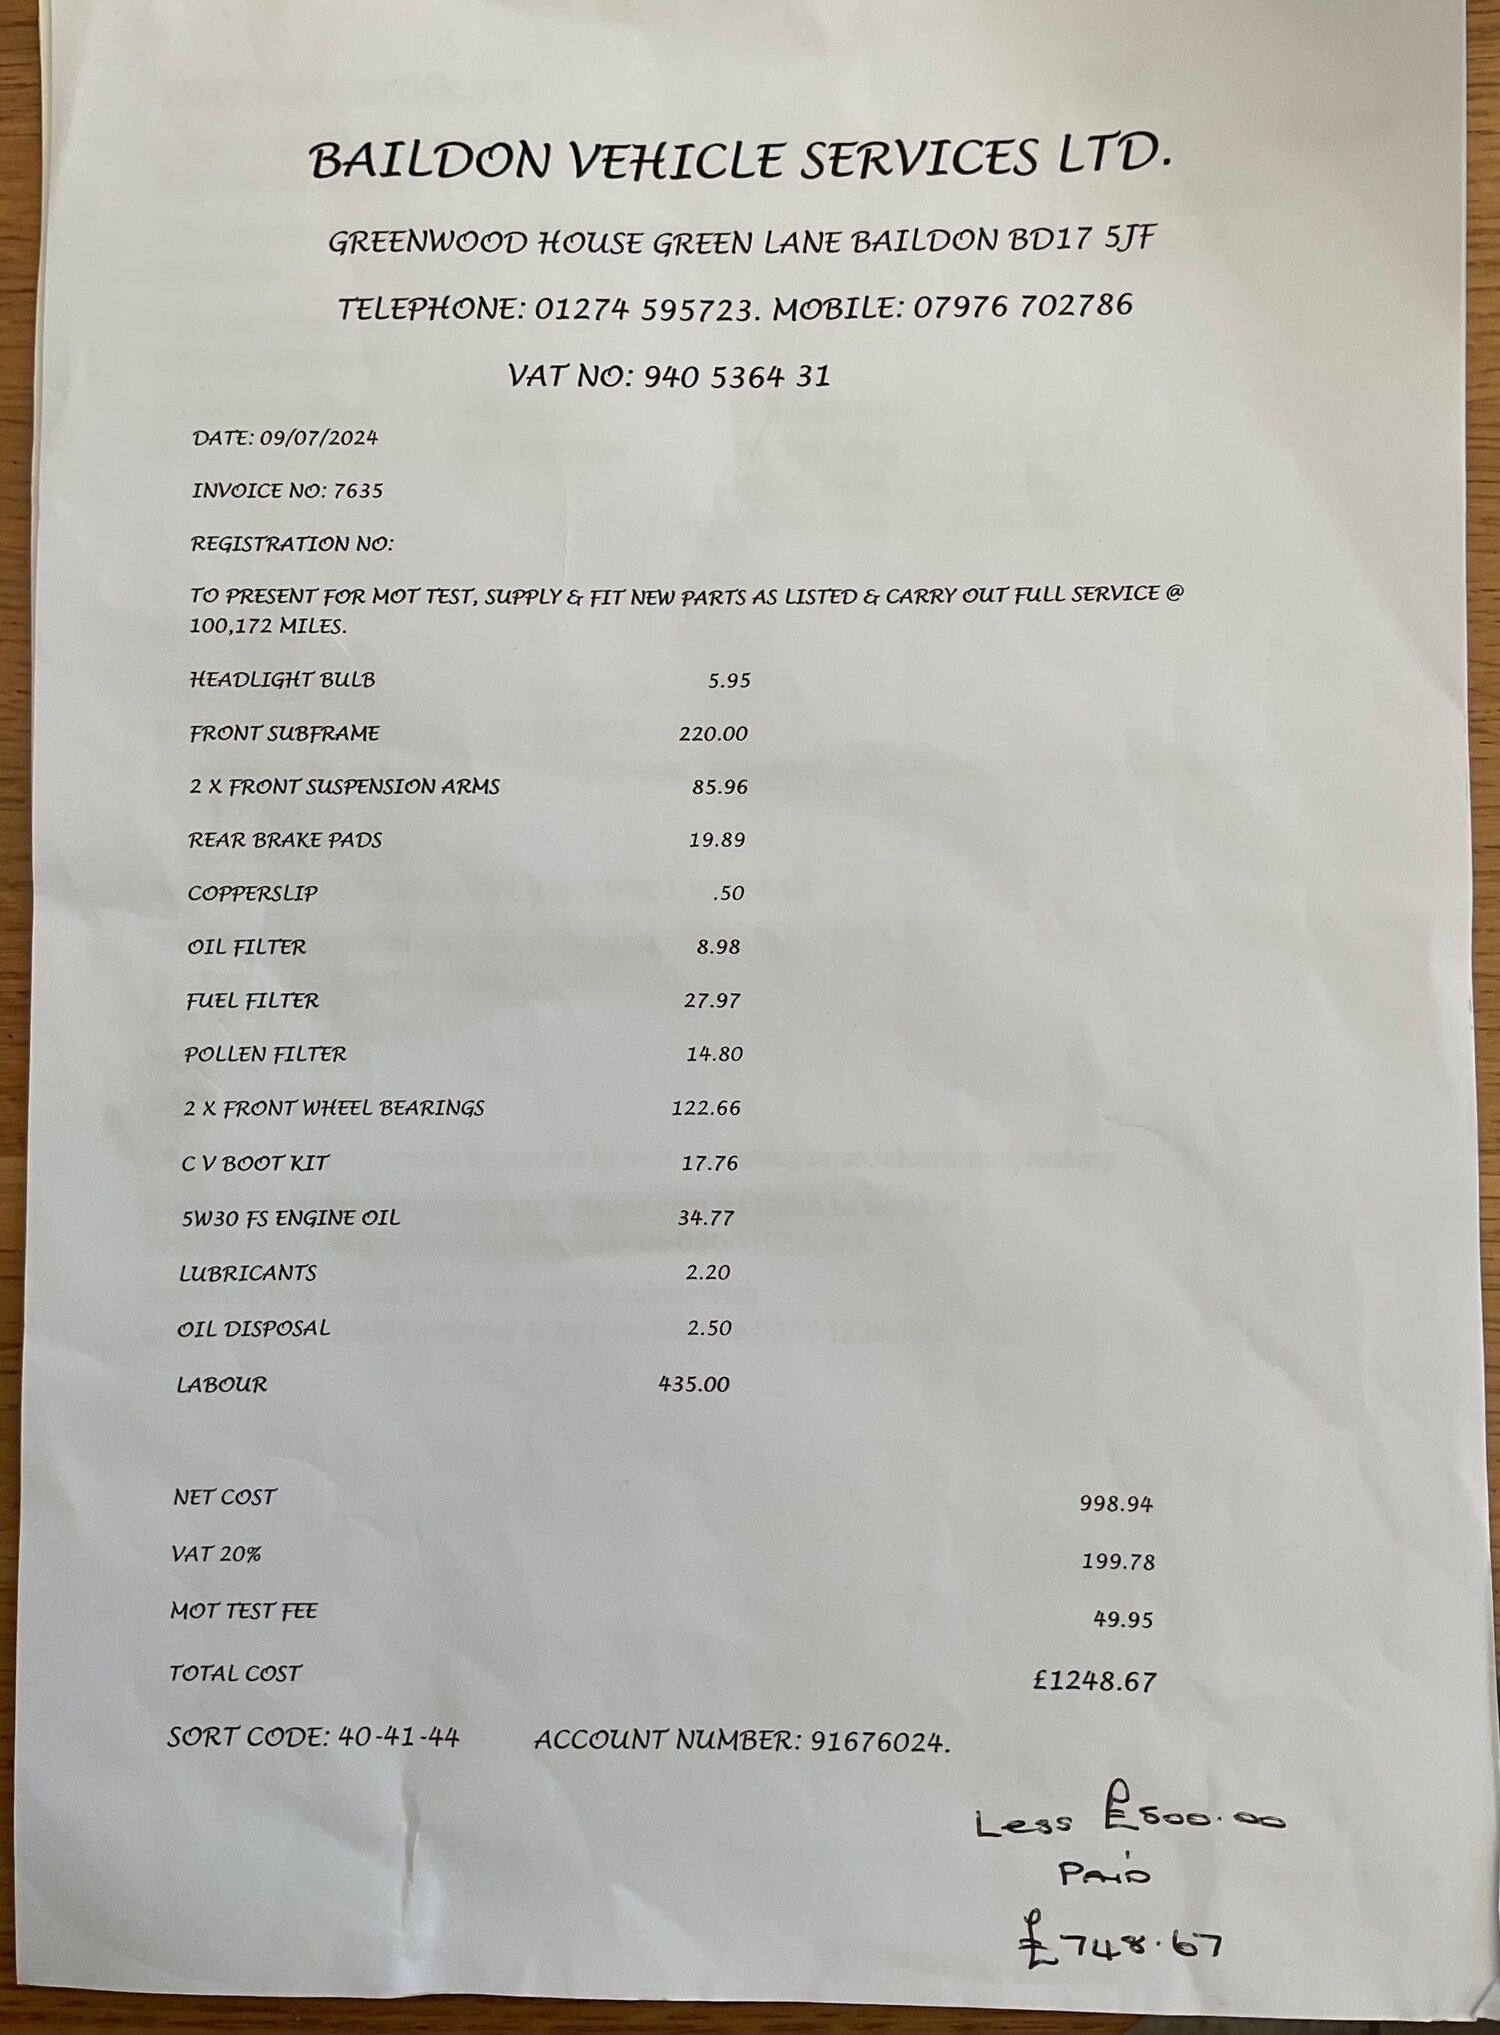 BAILDON VEHICLE SERVICES LTD.
GREENWOOD HOUSE GREEN LANE BAILDON BD17 5JF
TELEPHONE: 01274 595723. MOBILE: 07976 702786
VAT NO: 940 5364 31
DATE: 09/07/2024
INVOICE NO: 7635
REGISTRATION NO:
TO PRESENT FOR MOT TEST, SUPPLY & FIT NEW PARTS AS LISTED & CARRY OUT FULL SERVICE @
100,172 MILES.
HEADLIGHT BULB 5.95
FRONT SUBFRAME 220.00
2 X FRONT SUSPENSION ARMS 85.96
REAR BRAKE PADS 19.89
COPPERSLIP .50
OIL FILTER 8.98
FUEL FILTER 27.97
POLLEN FILTER 14.80
2 X FRONT WHEEL BEARINGS 122.66
C V BOOT KIT 17.76
5W30 FS ENGINE OIL 34.77
LUBRICANTS 2.20
OIL DISPOSAL 2.50
LABOUR 435.00
NET COST 998.94
VAT 20% 199.78
MOT TEST FEE 49.95
TOTAL COST £1248.67
SORT CODE: 40-41-44 ACCOUNT NUMBER: 91676024.
Less £500.00
PAID
£748.67